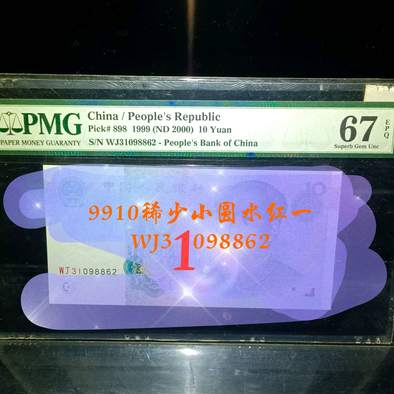 PMG
PAPER MONEY GUARANTY
China / People's Republic
Pick# 898 1999 (ND 2000) 10 Yuan
S/N WJ31098862 - People's Bank of China
67 EPQ
Superb Gem Unc
10
9910稀少小圆水红一
WJ31098862
1
WJ31098862